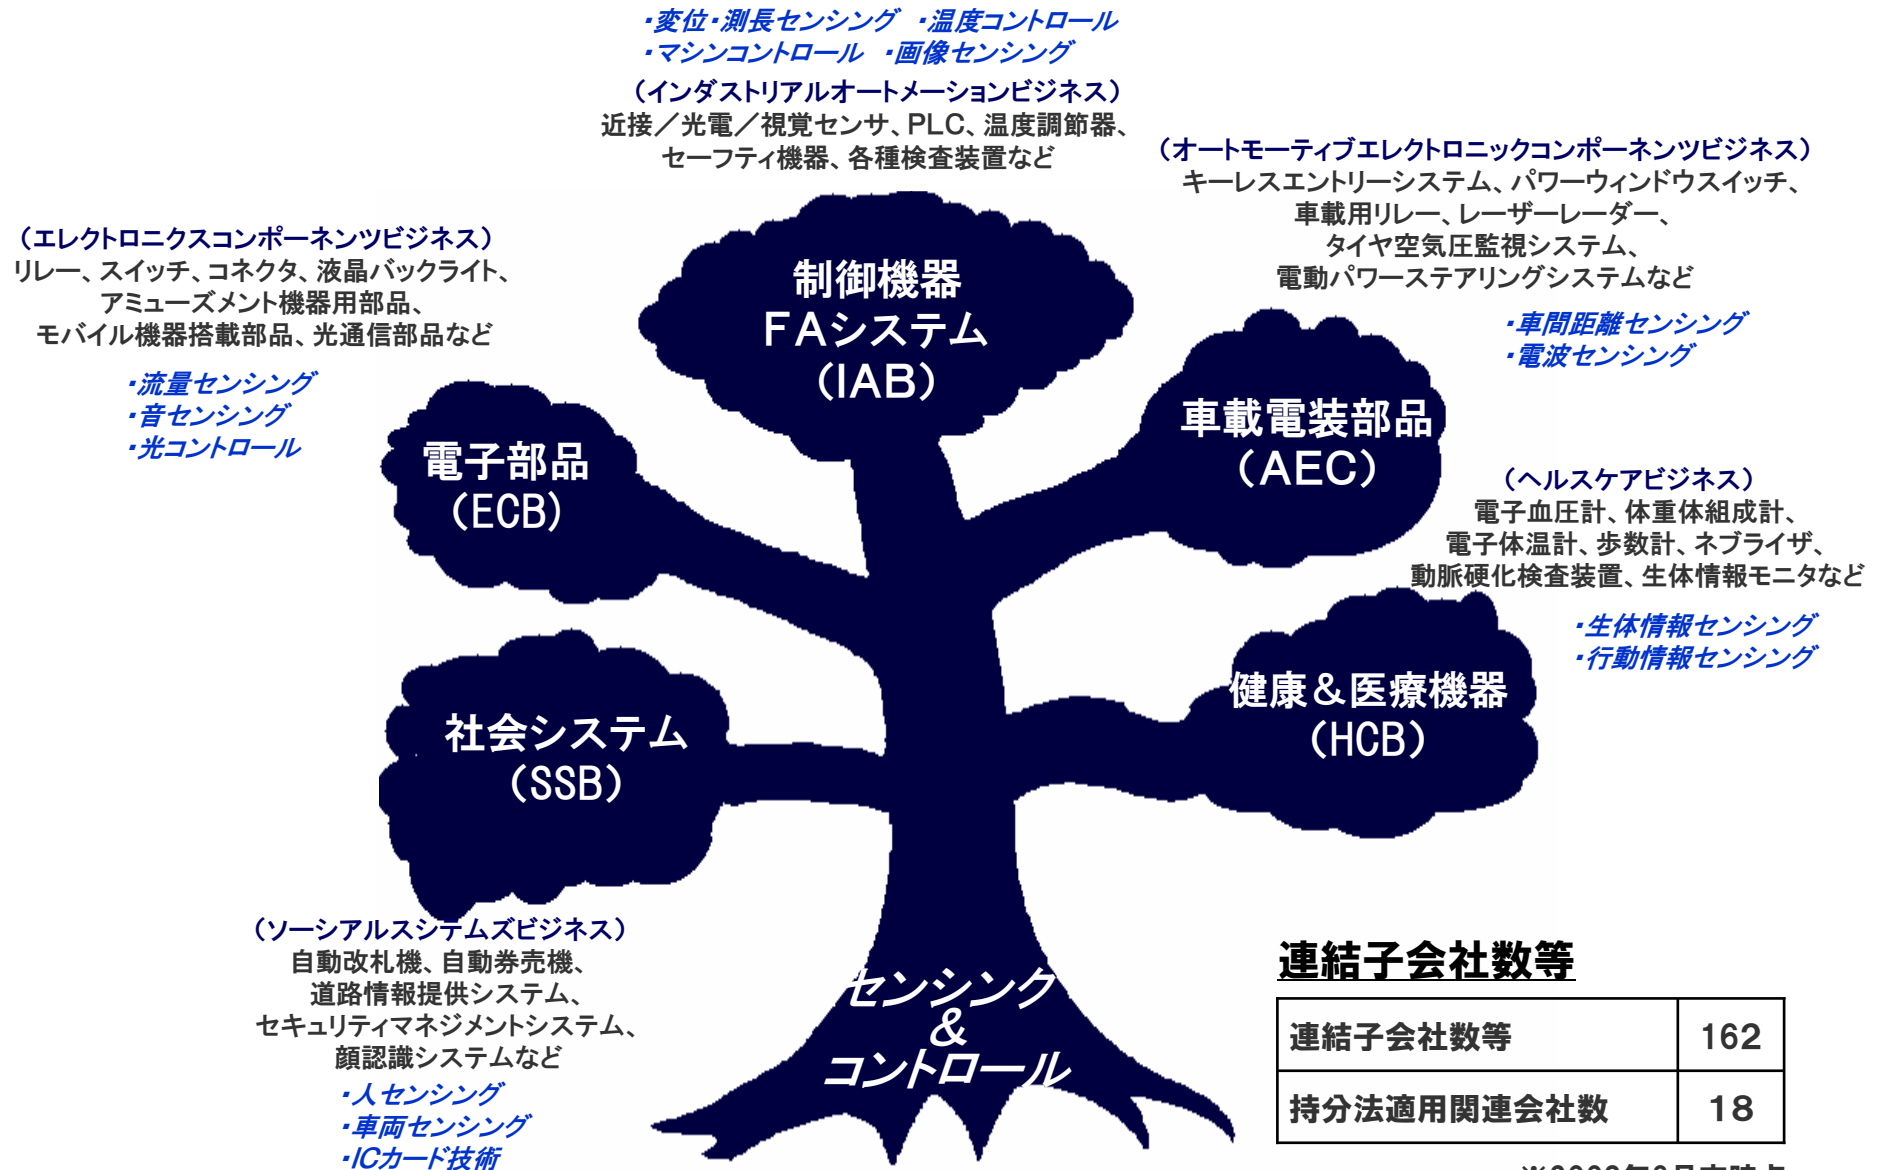 ・変位・測長センシング ・温度コントロール
・マシンコントロール ・画像センシング
（インダストリアルオートメーションビジネス）
近接／光電／視覚センサ、PLC、温度調節器、
セーフティ機器、各種検査装置など
（オートモーティブエレクトロニックコンポーネンツビジネス）
キーレスエントリーシステム、パワーウィンドウスイッチ、
車載用リレー、レーザーレーダー、
タイヤ空気圧監視システム、
電動パワーステアリングシステムなど
・車間距離センシング
・電波センシング
（エレクトロニクスコンポーネンツビジネス）
リレー、スイッチ、コネクタ、液晶バックライト、
アミューズメント機器用部品、
モバイル機器搭載部品、光通信部品など
・流量センシング
・音センシング
・光コントロール
制御機器
FAシステム
（IAB）
車載電装部品
（AEC）
電子部品
（ECB）
（ヘルスケアビジネス）
電子血圧計、体重体組成計、
電子体温計、歩数計、ネブライザ、
動脈硬化検査装置、生体情報モニタなど
・生体情報センシング
・行動情報センシング
健康＆医療機器
（HCB）
社会システム
（SSB）
（ソーシアルスシテムズビジネス）
自動改札機、自動券売機、
道路情報提供システム、
セキュリティマネジメントシステム、
顔認識システムなど
・人センシング
・車両センシング
・ICカード技術
センシング
＆
コントロール
連結子会社数等
連結子会社数等 162
持分法適用関連会社数 18